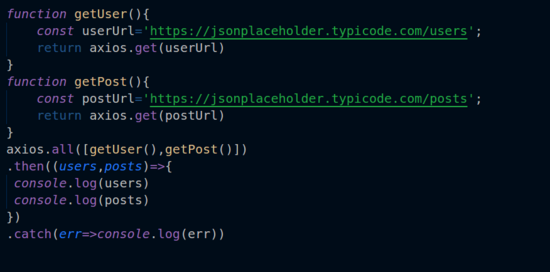 function getUser(){
const userUrl='https://jsonplaceholder.typicode.com/users';
return axios.get(userUrl)
}
function getPost(){
const postUrl='https://jsonplaceholder.typicode.com/posts';
return axios.get(postUrl)
}
axios.all([getUser(),getPost()])
.then((users,posts)=>{
console.log(users)
console.log(posts)
})
.catch(err=>console.log(err))